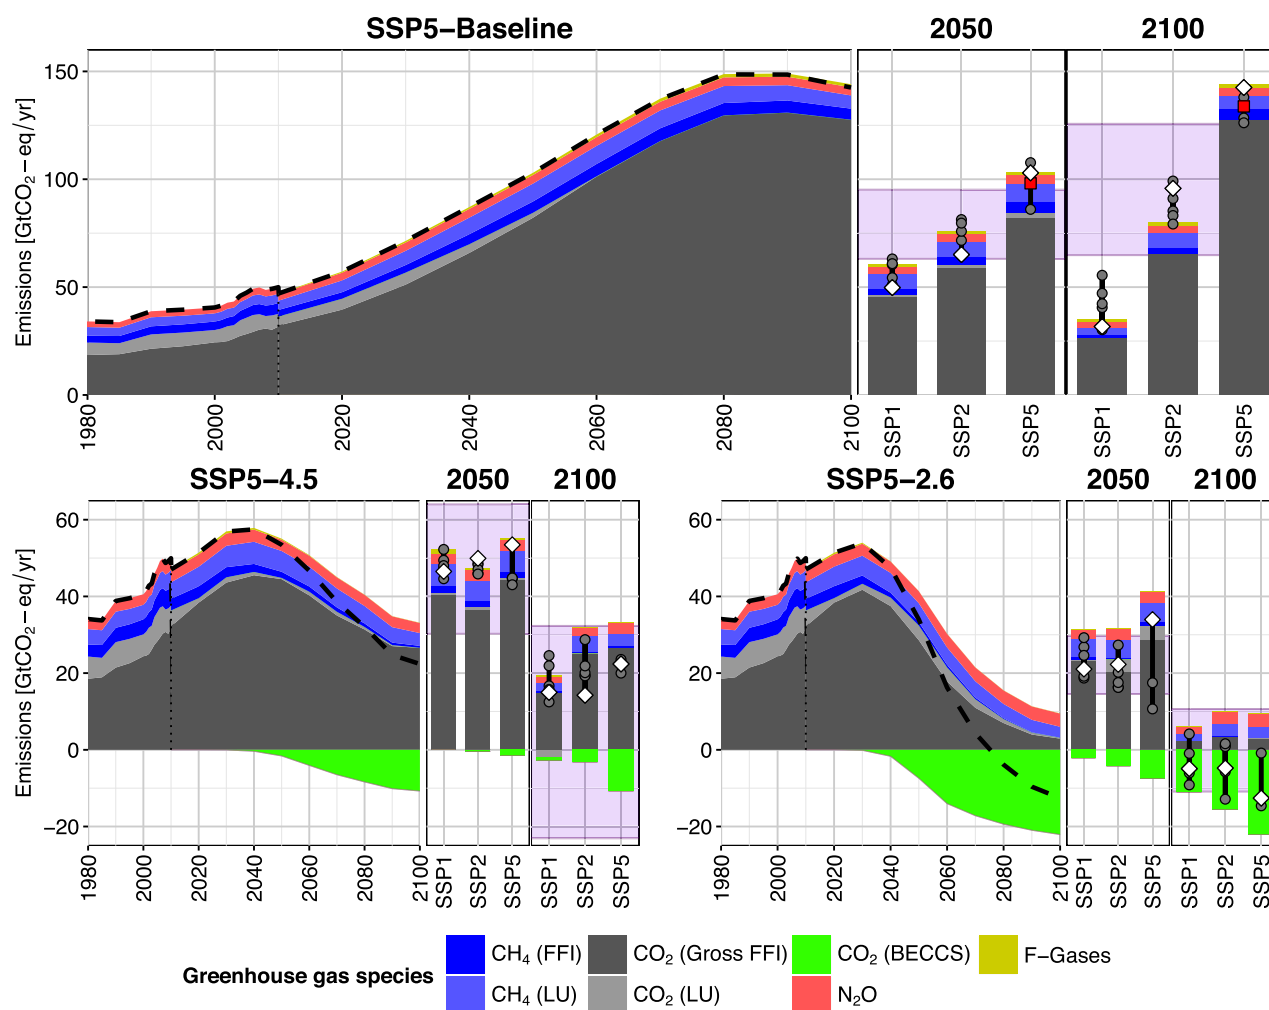 SSP5−Baseline
2050
2100
Emissions [GtCO₂−eq/yr]
150
100
50
0
1980
2000
2020
2040
2060
2080
2100
SSP1
SSP2
SSP5
SSP1
SSP2
SSP5
SSP5−4.5
2050
2100
SSP5−2.6
2050
2100
Emissions [GtCO₂−eq/yr]
60
40
20
0
−20
1980
2000
2020
2040
2060
2080
2100
SSP1
SSP2
SSP5
SSP1
SSP2
SSP5
60
40
20
0
−20
1980
2000
2020
2040
2060
2080
2100
SSP1
SSP2
SSP5
SSP1
SSP2
SSP5
Greenhouse gas species
CH₄ (FFI)
CO₂ (Gross FFI)
CO₂ (BECCS)
F−Gases
CH₄ (LU)
CO₂ (LU)
N₂O